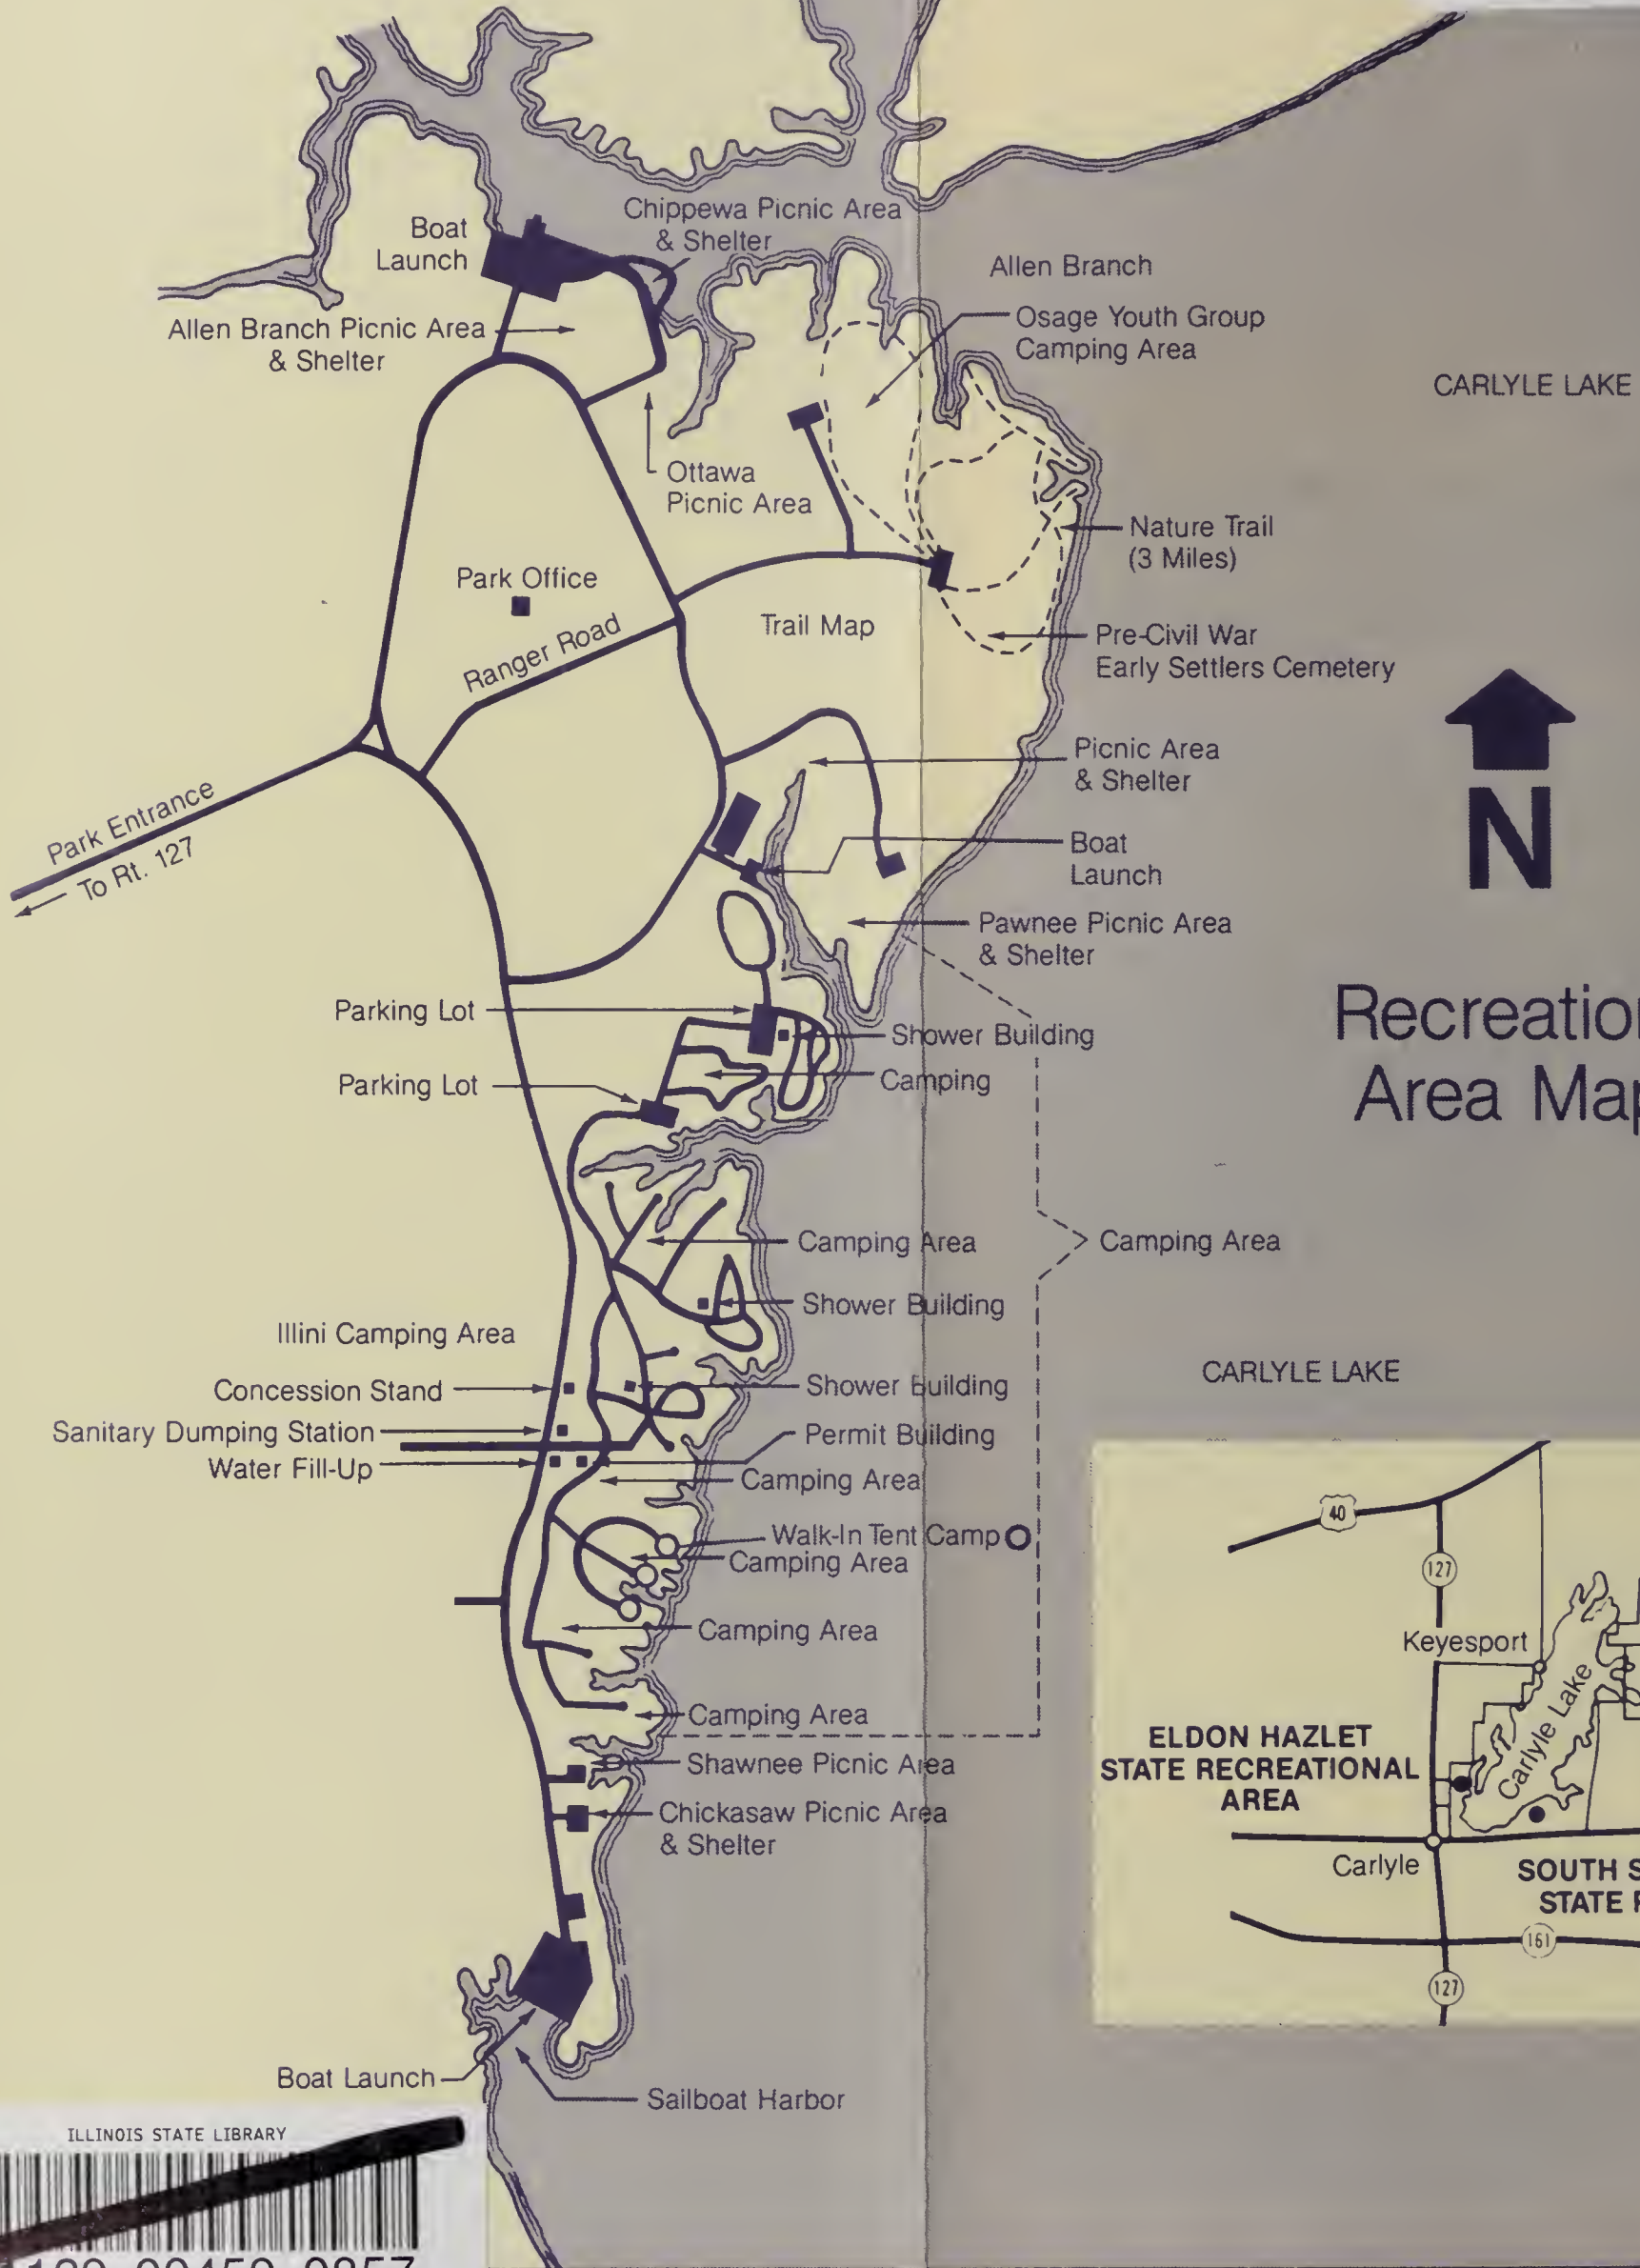 Chippewa Picnic Area
& Shelter
Boat
Launch
Allen Branch
Allen Branch Picnic Area
& Shelter
Osage Youth Group
Camping Area
CARLYLE LAKE
Ottawa
Picnic Area
Nature Trail
(3 Miles)
Park Office
Ranger Road
Trail Map
Pre-Civil War
Early Settlers Cemetery
Picnic Area
& Shelter
N
Park Entrance
To Rt. 127
Boat
Launch
Pawnee Picnic Area
& Shelter
Recreation
Area Map
Parking Lot
Shower Building
Parking Lot
Camping
Camping Area
Camping Area
Shower Building
Illini Camping Area
CARLYLE LAKE
Concession Stand
Shower Building
Sanitary Dumping Station
Permit Building
Water Fill-Up
Camping Area
Walk-In Tent Camp
Camping Area
Camping Area
Camping Area
Shawnee Picnic Area
Chickasaw Picnic Area
& Shelter
Boat Launch
Sailboat Harbor
40
127
Keyesport
Carlyle Lake
ELDON HAZLET
STATE RECREATIONAL
AREA
Carlyle
SOUTH S
STATE
161
127
ILLINOIS STATE LIBRARY